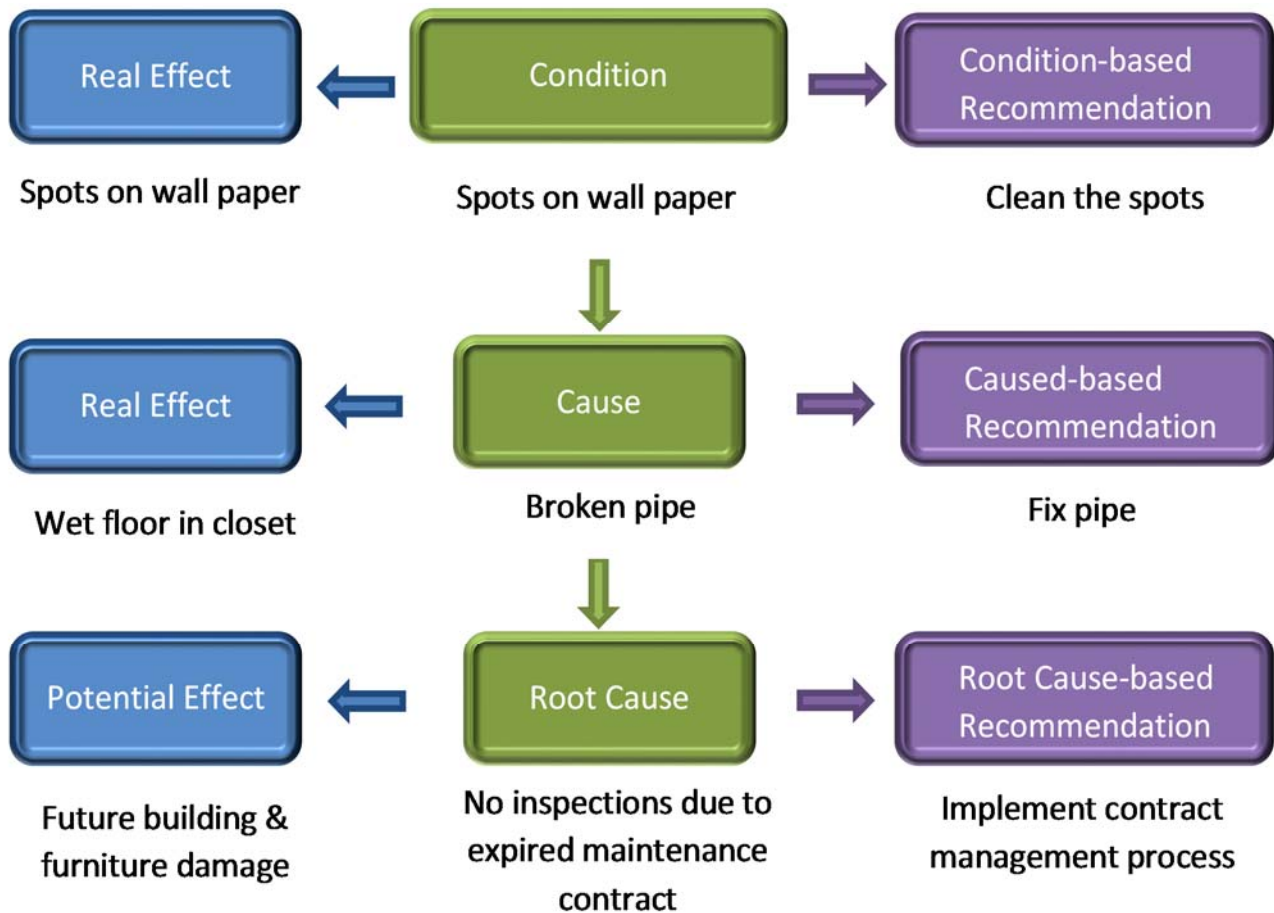 Real Effect
Condition
Condition-based
Recommendation
Spots on wall paper
Spots on wall paper
Clean the spots
Real Effect
Cause
Caused-based
Recommendation
Wet floor in closet
Broken pipe
Fix pipe
Potential Effect
Root Cause
Root Cause-based
Recommendation
Future building &
furniture damage
No inspections due to
expired maintenance
contract
Implement contract
management process